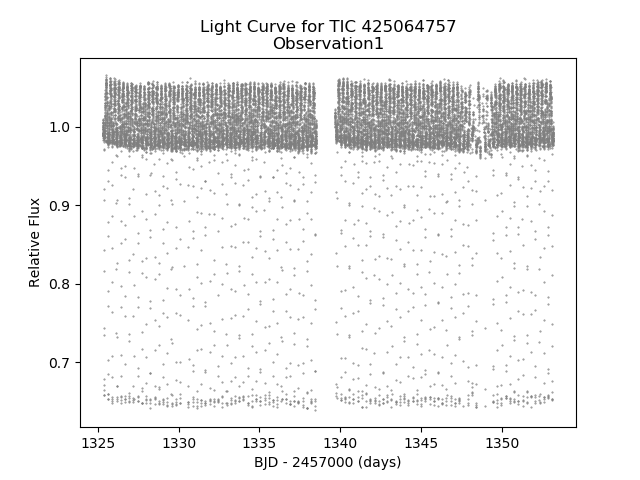 Light Curve for TIC 425064757
Observation1
1.0
0.9
0.8
0.7
Relative Flux
1325
1330
1335
1340
1345
1350
BJD - 2457000 (days)